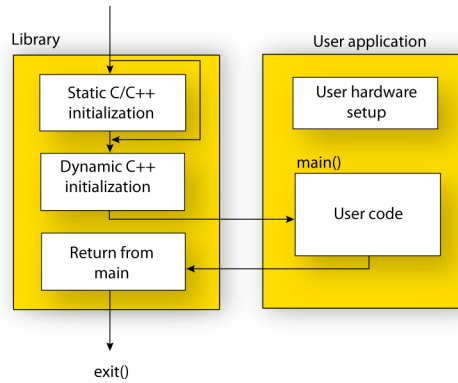 Library
Static C/C++
initialization
Dynamic C++
initialization
Return from
main
exit()
User application
User hardware
setup
main()
User code